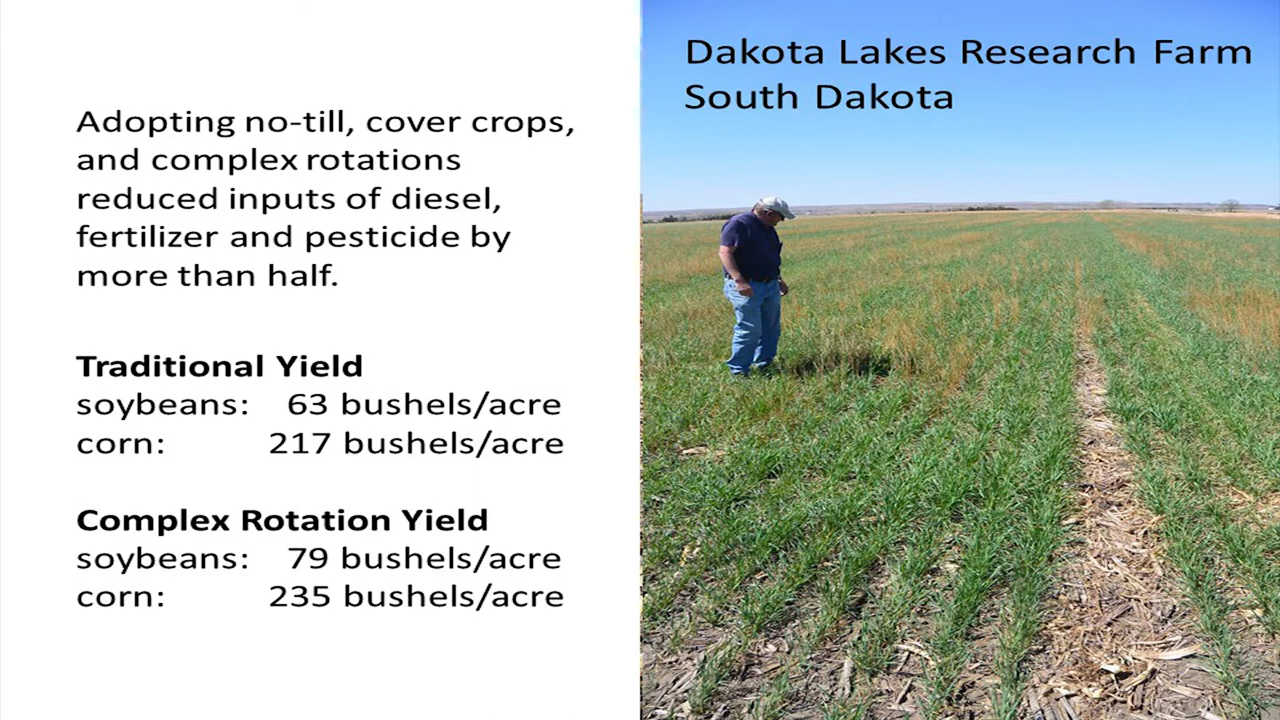 Adopting no-till, cover crops,
and complex rotations
reduced inputs of diesel,
fertilizer and pesticide by
more than half.
Traditional Yield
soybeans: 63 bushels/acre
corn: 217 bushels/acre
Complex Rotation Yield
soybeans: 79 bushels/acre
corn: 235 bushels/acre
Dakota Lakes Research Farm
South Dakota